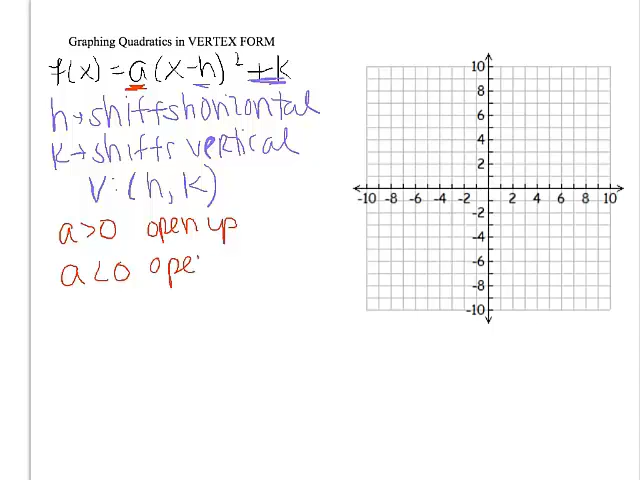 Graphing Quadratics in VERTEX FORM
f(x) = a(x-h)² +k
h→shifts horizontal
k→shifts vertical
V: (h, k)
a>0 open up
a<0 ope
10
8
6
4
2
-10 -8 -6 -4 -2 2 4 6 8 10
-2
-4
-6
-8
-10